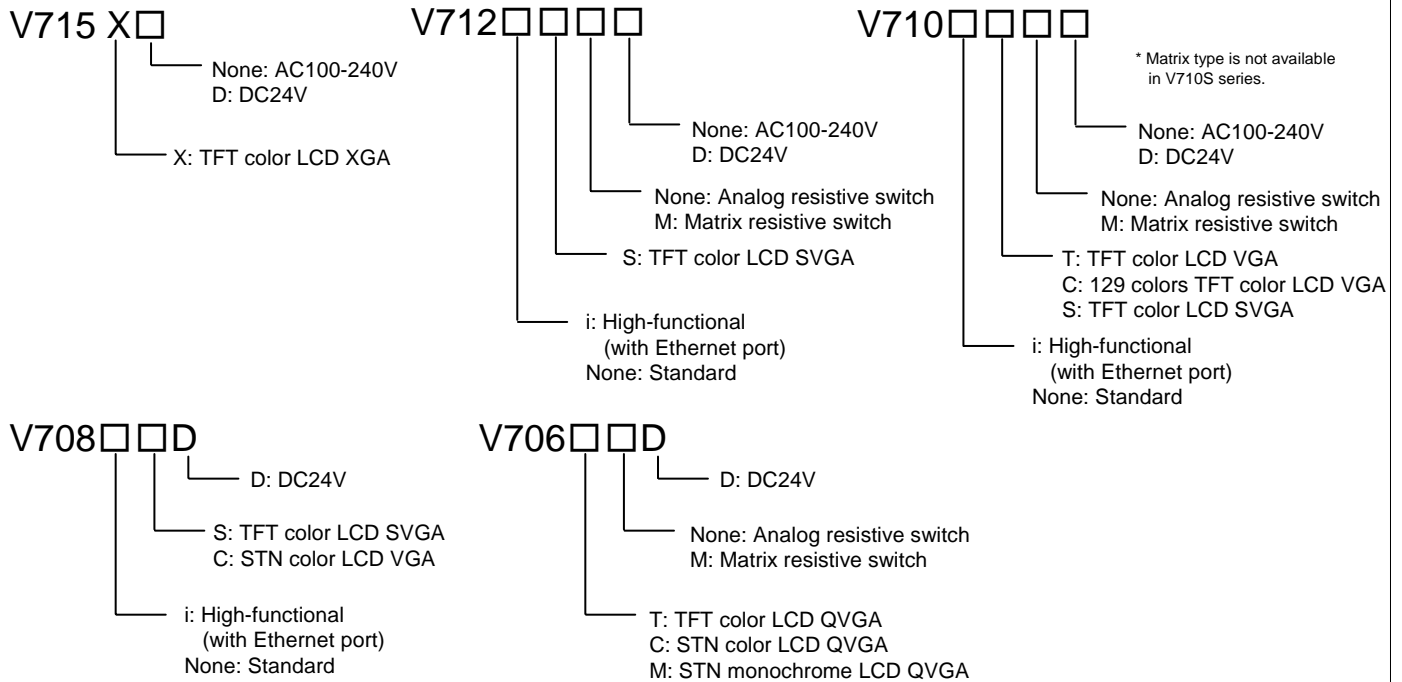 V715 X□
None: AC100-240V
D: DC24V
X: TFT color LCD XGA
V712□□□□
None: AC100-240V
D: DC24V
None: Analog resistive switch
M: Matrix resistive switch
S: TFT color LCD SVGA
i: High-functional
(with Ethernet port)
None: Standard
V710□□□□
* Matrix type is not available
in V710S series.
None: AC100-240V
D: DC24V
None: Analog resistive switch
M: Matrix resistive switch
T: TFT color LCD VGA
C: 129 colors TFT color LCD VGA
S: TFT color LCD SVGA
i: High-functional
(with Ethernet port)
None: Standard
V708□□D
D: DC24V
S: TFT color LCD SVGA
C: STN color LCD VGA
i: High-functional
(with Ethernet port)
None: Standard
V706□□D
D: DC24V
None: Analog resistive switch
M: Matrix resistive switch
T: TFT color LCD QVGA
C: STN color LCD QVGA
M: STN monochrome LCD QVGA